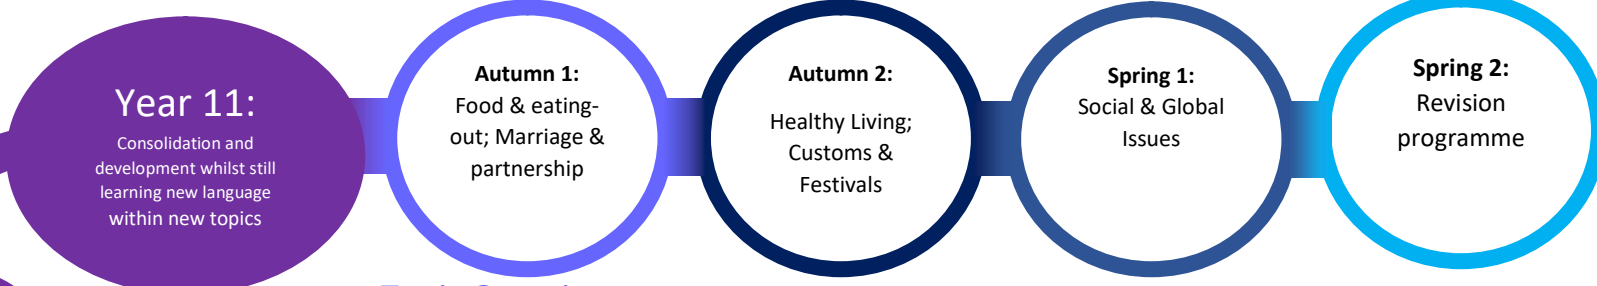 Year 11:
Consolidation and
development whilst still
learning new language
within new topics
Autumn 1:
Food & eating-
out; Marriage &
partnership
Autumn 2:
Healthy Living;
Customs &
Festivals
Spring 1:
Social & Global
Issues
Spring 2:
Revision
programme